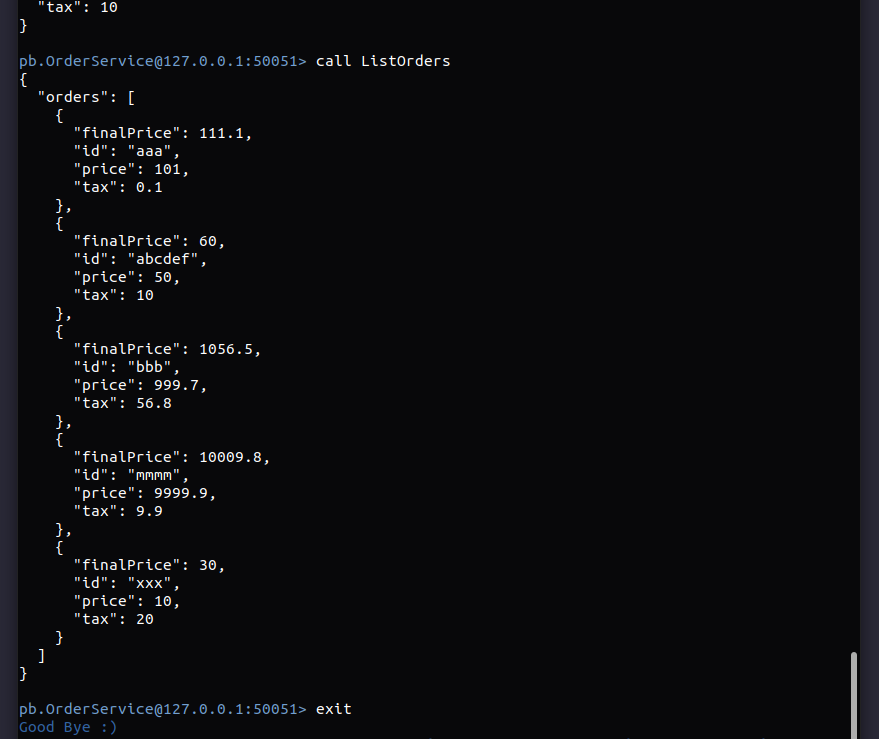 "tax": 10
}
pb.OrderService@127.0.0.1:50051> call ListOrders
{
"orders": [
{
"finalPrice": 111.1,
"id": "aaa",
"price": 101,
"tax": 0.1
},
{
"finalPrice": 60,
"id": "abcdef",
"price": 50,
"tax": 10
},
{
"finalPrice": 1056.5,
"id": "bbb",
"price": 999.7,
"tax": 56.8
},
{
"finalPrice": 10009.8,
"id": "mmmm",
"price": 9999.9,
"tax": 9.9
},
{
"finalPrice": 30,
"id": "xxx",
"price": 10,
"tax": 20
}
]
}
pb.OrderService@127.0.0.1:50051> exit
Good Bye :)